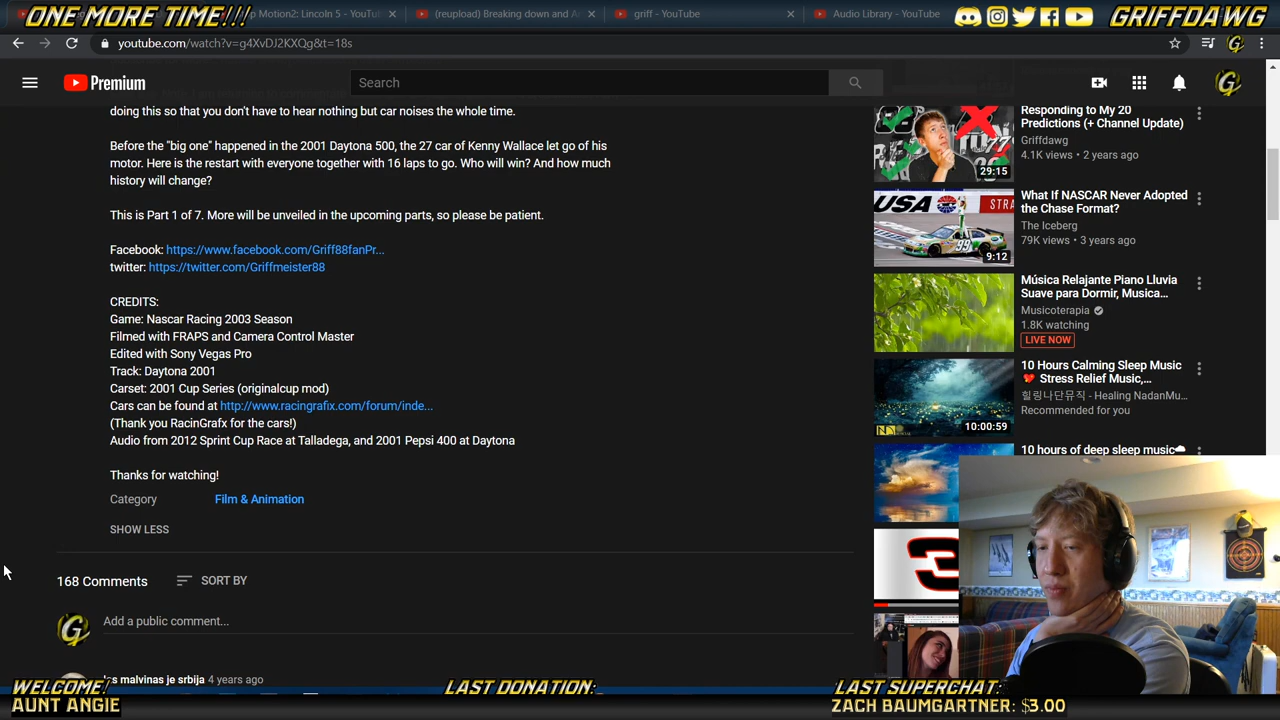 ONE MORE TIME!!!
Motion2: Lincoln 5 - YouTu
(reupload) Breaking down and A
griff - YouTube
Audio Library - YouTube
GRIFFDAWG
youtube.com/watch?v=g4XvDJ2KXQg&t=18s
Premium
Search
doing this so that you don't have to hear nothing but car noises the whole time.
Before the "big one" happened in the 2001 Daytona 500, the 27 car of Kenny Wallace let go of his
motor. Here is the restart with everyone together with 16 laps to go. Who will win? And how much
history will change?
This is Part 1 of 7. More will be unveiled in the upcoming parts, so please be patient.
Facebook: https://www.facebook.com/Griff88fanPr...
twitter: https://twitter.com/Griffmeister88
CREDITS:
Game: Nascar Racing 2003 Season
Filmed with FRAPS and Camera Control Master
Edited with Sony Vegas Pro
Track: Daytona 2001
Carset: 2001 Cup Series (originalcup mod)
Cars can be found at http://www.racingrafix.com/forum/inde...
(Thank you RacinGrafx for the cars!)
Audio from 2012 Sprint Cup Race at Talladega, and 2001 Pepsi 400 at Daytona
Thanks for watching!
Category Film & Animation
SHOW LESS
168 Comments
SORT BY
Add a public comment...
malvinas je srbija 4 years ago
29:15
Responding to My 20
Predictions (+ Channel Update)
Griffdawg
4.1K views • 2 years ago
USA
STRA
99
9:12
What If NASCAR Never Adopted
the Chase Format?
The Iceberg
79K views • 3 years ago
Música Relajante Piano Lluvia
Suave para Dormir, Musica...
Musicoterapia
1.8K watching
LIVE NOW
10:00:59
10 Hours Calming Sleep Music
Stress Relief Music,...
힐링나단뮤직 - Healing NadanMu...
Recommended for you
10 hours of deep sleep music
3
WELCOME!
AUNT ANGIE
LAST DONATION:
LAST SUPERCHAT:
ZACH BAUMGARTNER: $3.00